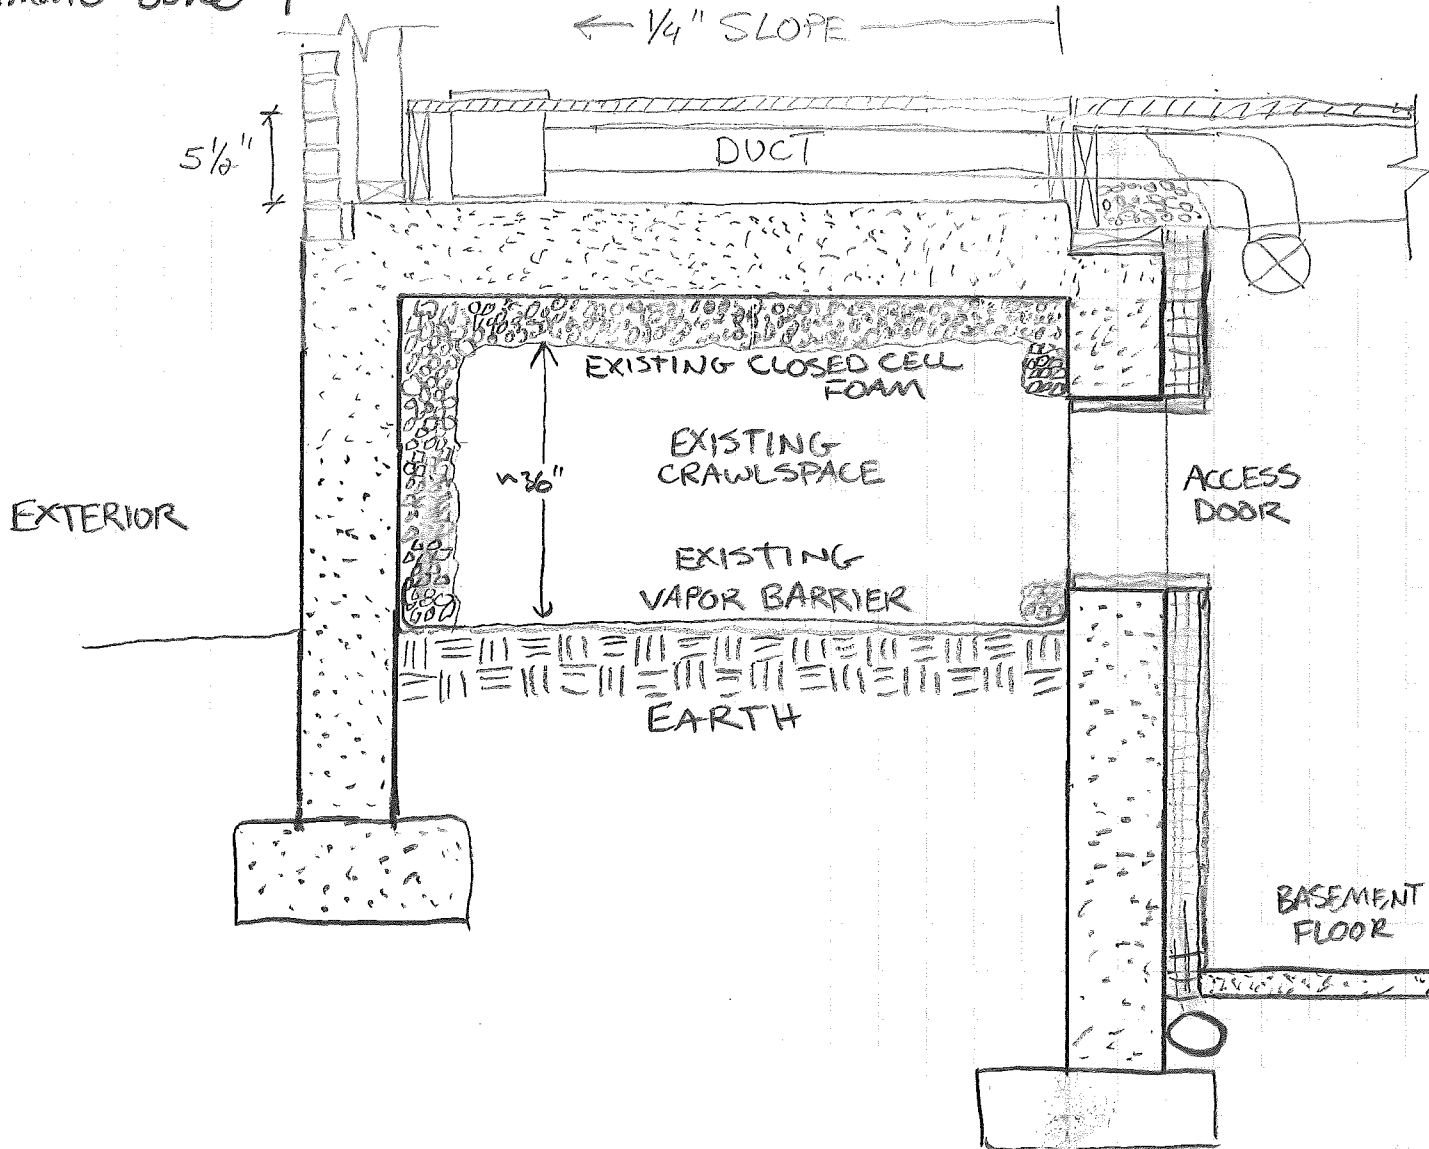 ← 1/4" SLOPE
5 1/2"
DUCT
EXISTING CLOSED CELL
FOAM
~36"
EXISTING
CRAWLSPACE
ACCESS
DOOR
EXTERIOR
EXISTING
VAPOR BARRIER
EARTH
BASEMENT
FLOOR